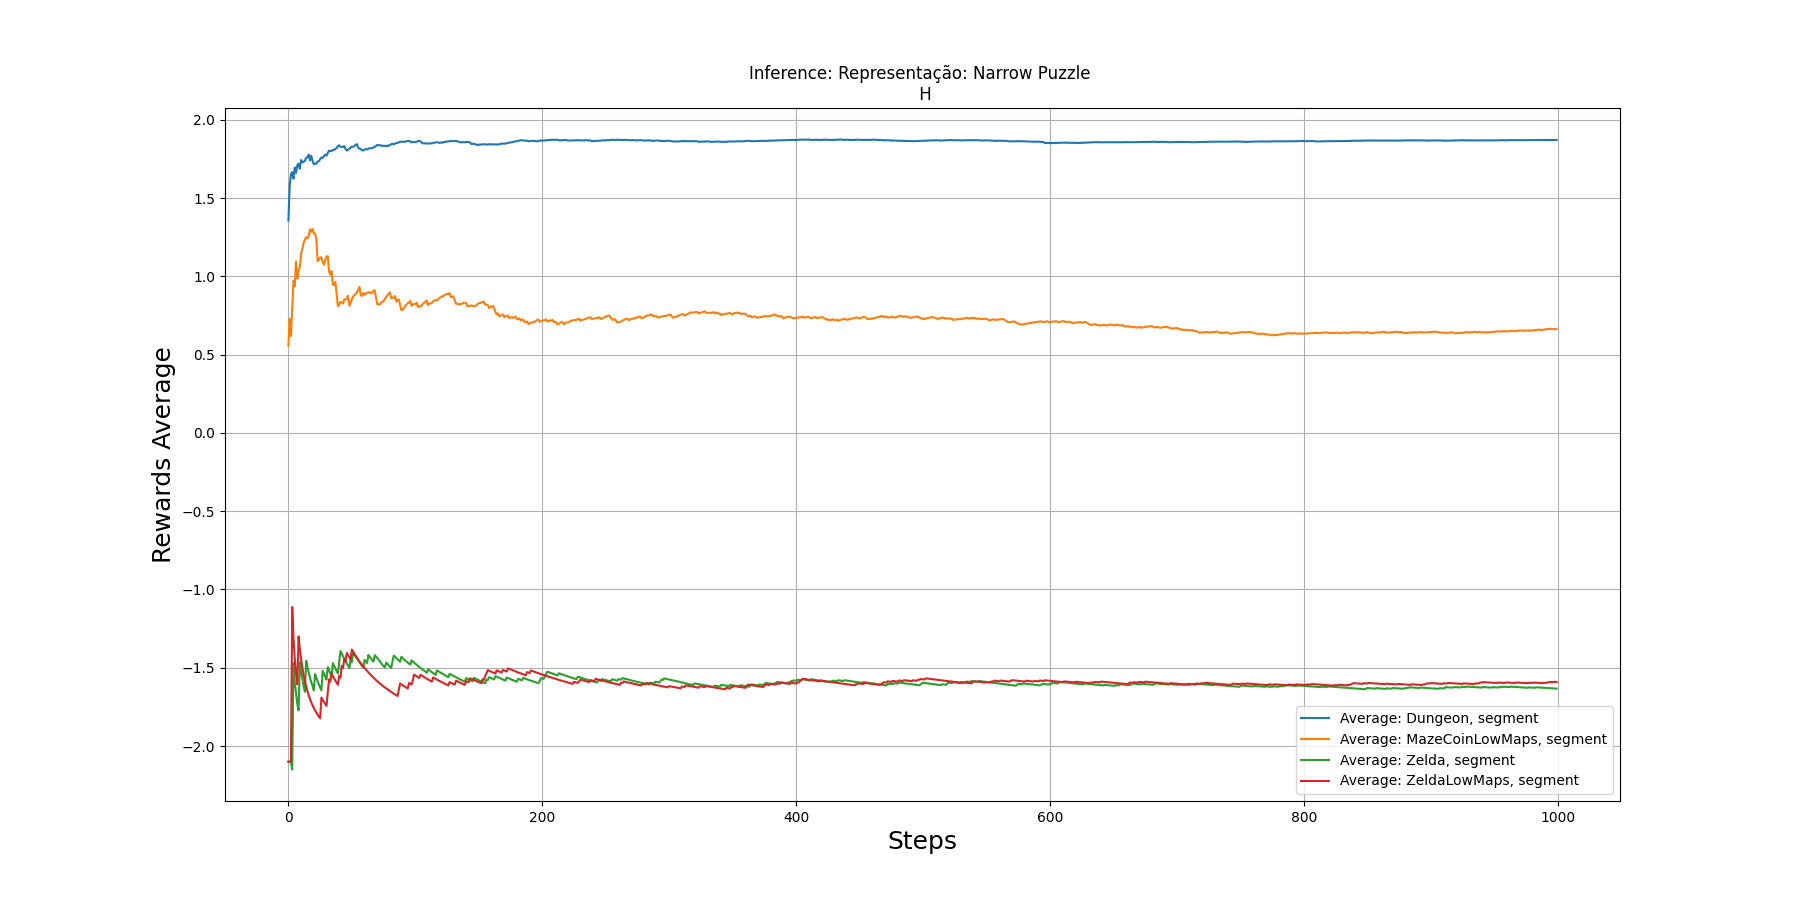 Inference: Representação: Narrow Puzzle
H
2.0
1.5
1.0
0.5
0.0
−0.5
−1.0
−1.5
−2.0
Rewards Average
0 200 400 600 800 1000
Steps
Average: Dungeon, segment
Average: MazeCoinLowMaps, segment
Average: Zelda, segment
Average: ZeldaLowMaps, segment